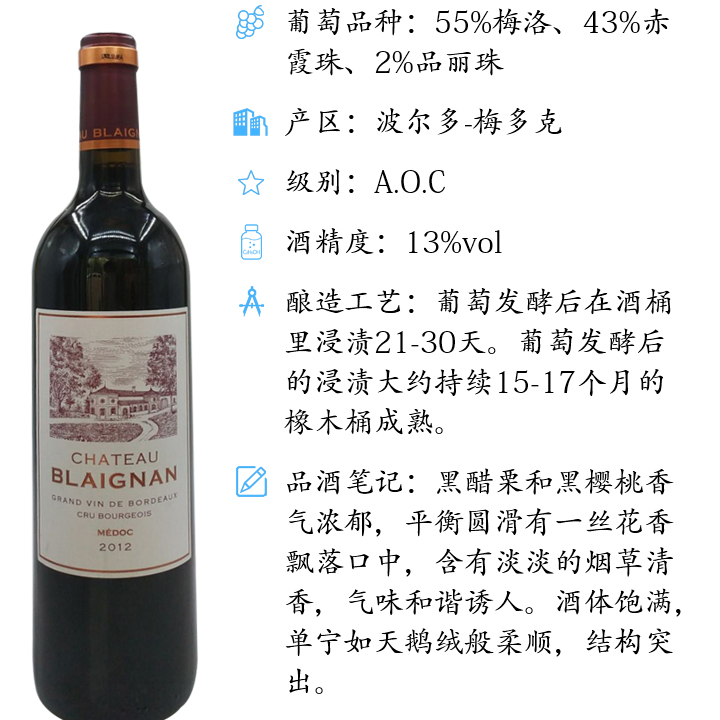 U BLAIGN
CHATEAU
BLAIGNAN
GRAND VIN DE BORDEAUX
CRU BOURGEOIS
MÉDOC
2012
葡萄品种：55%梅洛、43%赤
霞珠、2%品丽珠
产区：波尔多-梅多克
级别：A.O.C
酒精度：13%vol
酿造工艺：葡萄发酵后在酒桶
里浸渍21-30天。葡萄发酵后
的浸渍大约持续15-17个月的
橡木桶成熟。
品酒笔记：黑醋栗和黑樱桃香
气浓郁，平衡圆滑有一丝花香
飘落口中，含有淡淡的烟草清
香，气味和谐诱人。酒体饱满，
单宁如天鹅绒般柔顺，结构突
出。